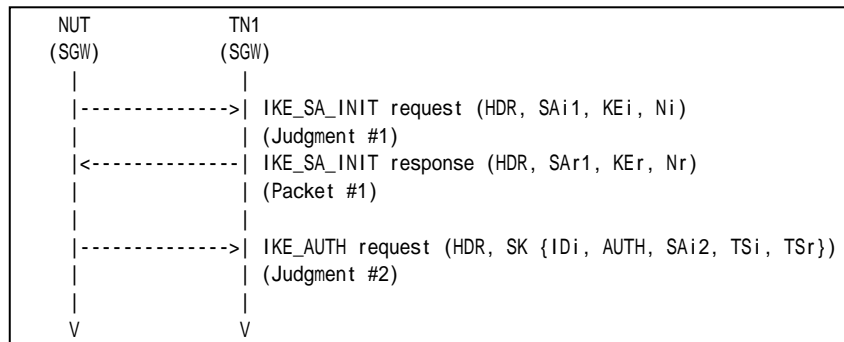 NUT TN1
(SGW) (SGW)
| |
|-------------->| IKE_SA_INIT request (HDR, SAi1, KEi, Ni)
| | (Judgment #1)
|<--------------| IKE_SA_INIT response (HDR, SAr1, KEr, Nr)
| | (Packet #1)
| |
|-------------->| IKE_AUTH request (HDR, SK {IDi, AUTH, SAi2, TSi, TSr})
| | (Judgment #2)
| |
V V